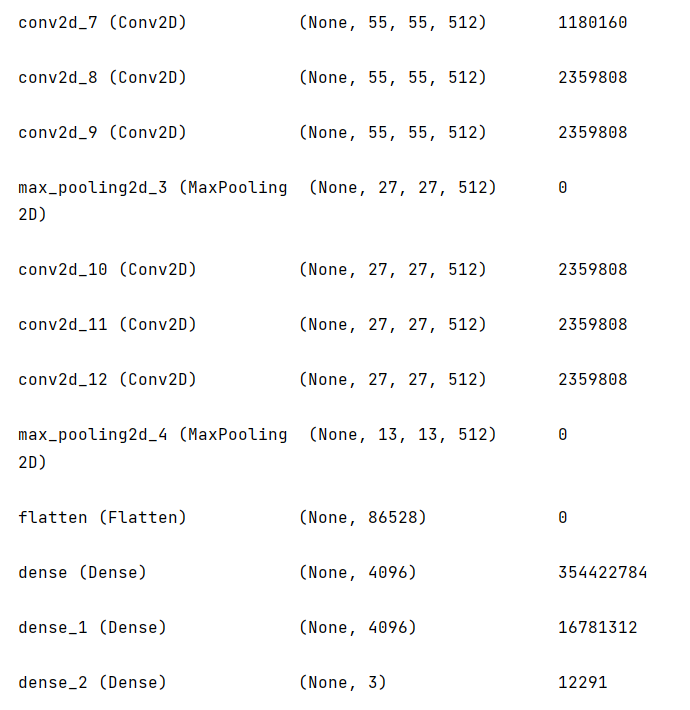 conv2d_7 (Conv2D) (None, 55, 55, 512) 1180160
conv2d_8 (Conv2D) (None, 55, 55, 512) 2359808
conv2d_9 (Conv2D) (None, 55, 55, 512) 2359808
max_pooling2d_3 (MaxPooling (None, 27, 27, 512) 0
2D)
conv2d_10 (Conv2D) (None, 27, 27, 512) 2359808
conv2d_11 (Conv2D) (None, 27, 27, 512) 2359808
conv2d_12 (Conv2D) (None, 27, 27, 512) 2359808
max_pooling2d_4 (MaxPooling (None, 13, 13, 512) 0
2D)
flatten (Flatten) (None, 86528) 0
dense (Dense) (None, 4096) 354422784
dense_1 (Dense) (None, 4096) 16781312
dense_2 (Dense) (None, 3) 12291